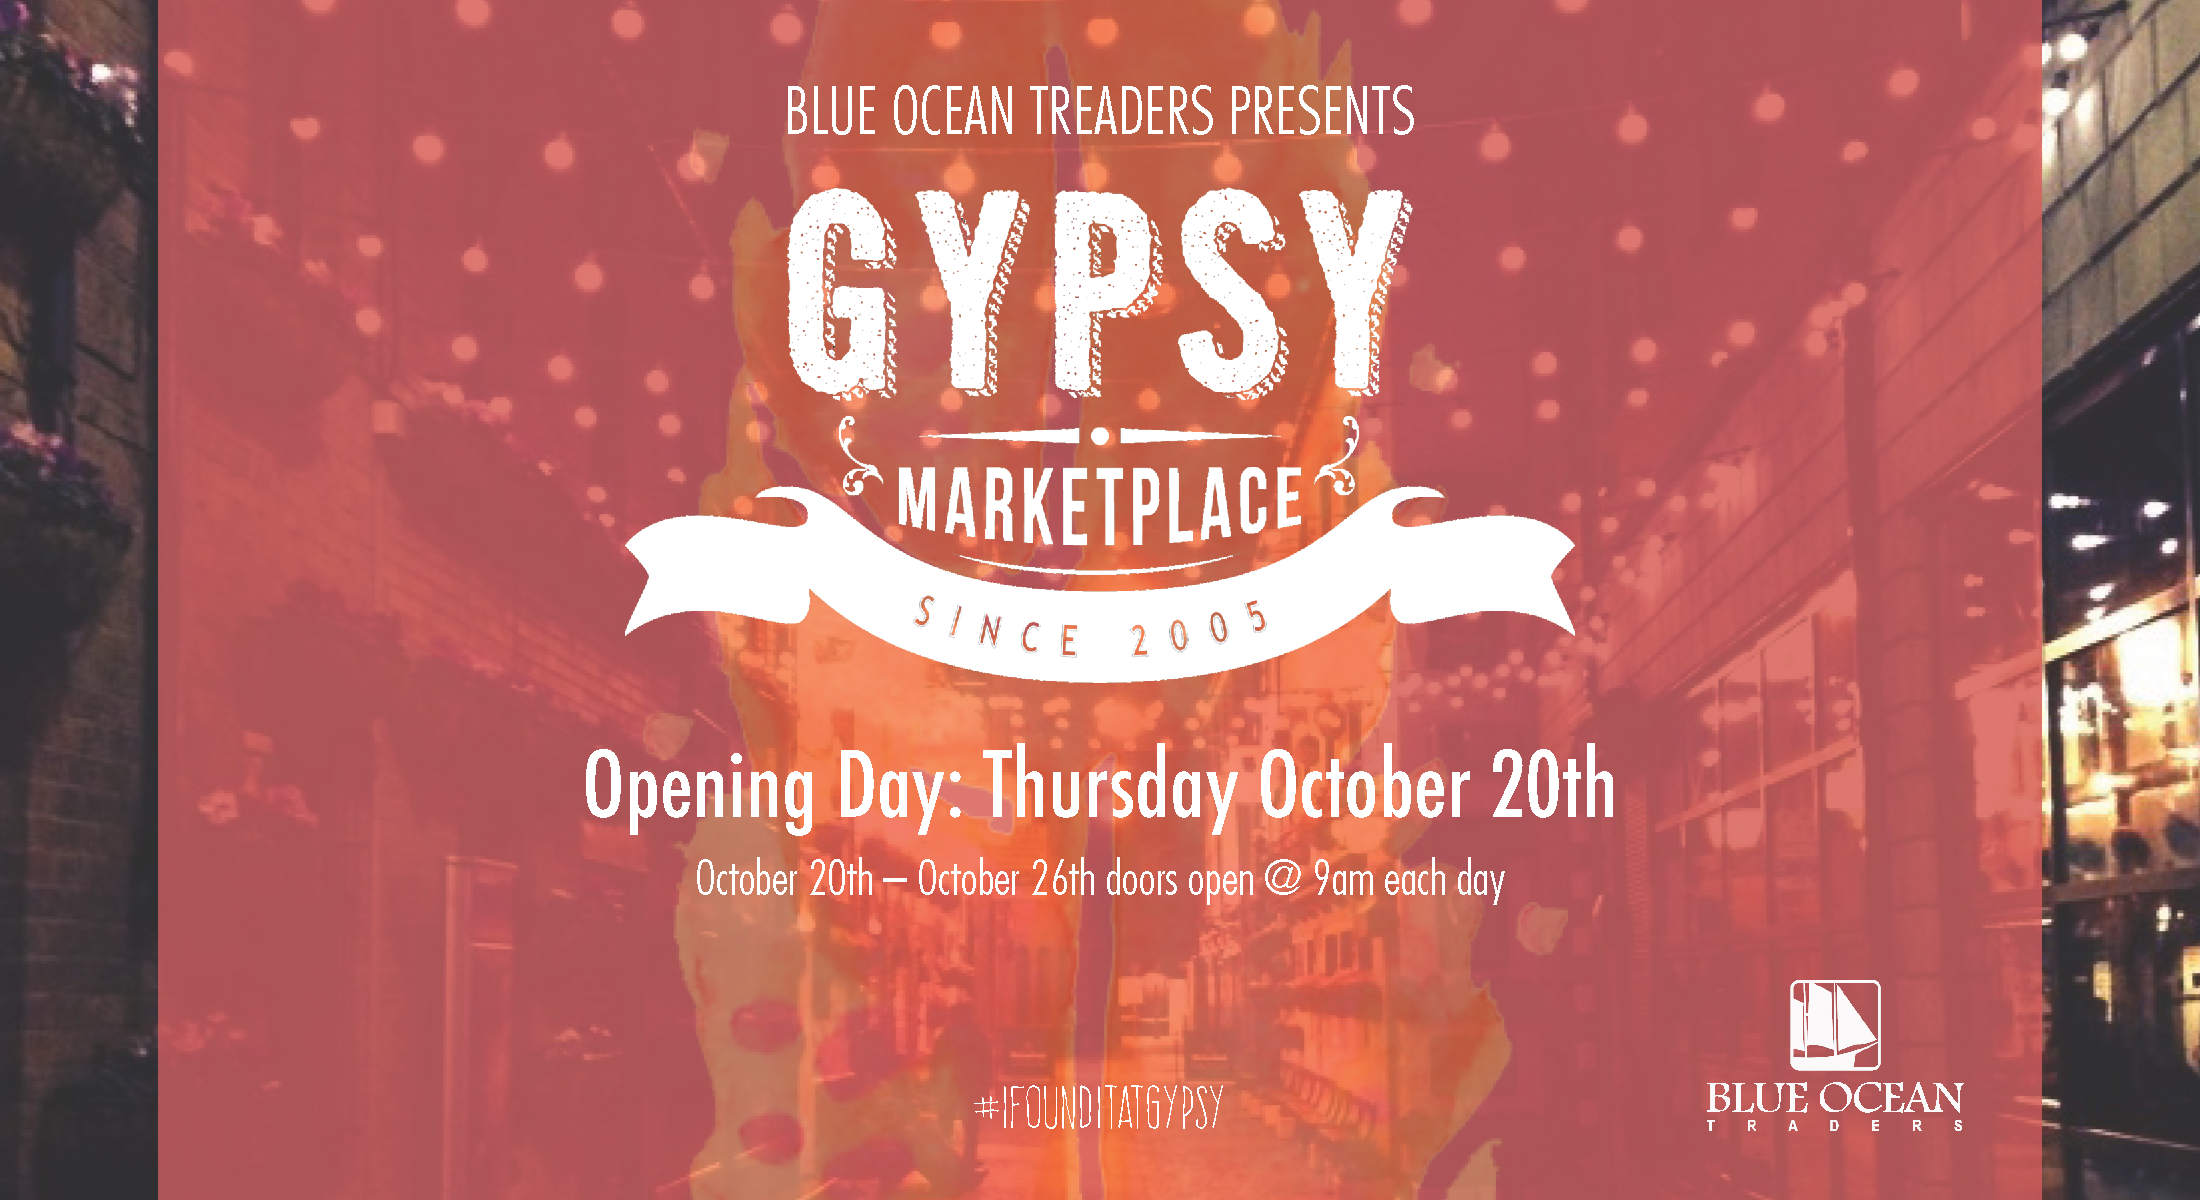 BLUE OCEAN TREADERS PRESENTS
GYPSY
MARKETPLACE
SINCE 2005
Opening Day: Thursday October 20th
October 20th – October 26th doors open @ 9am each day
#IFOUNDITATGYPSY
BLUE OCEAN
TRADERS